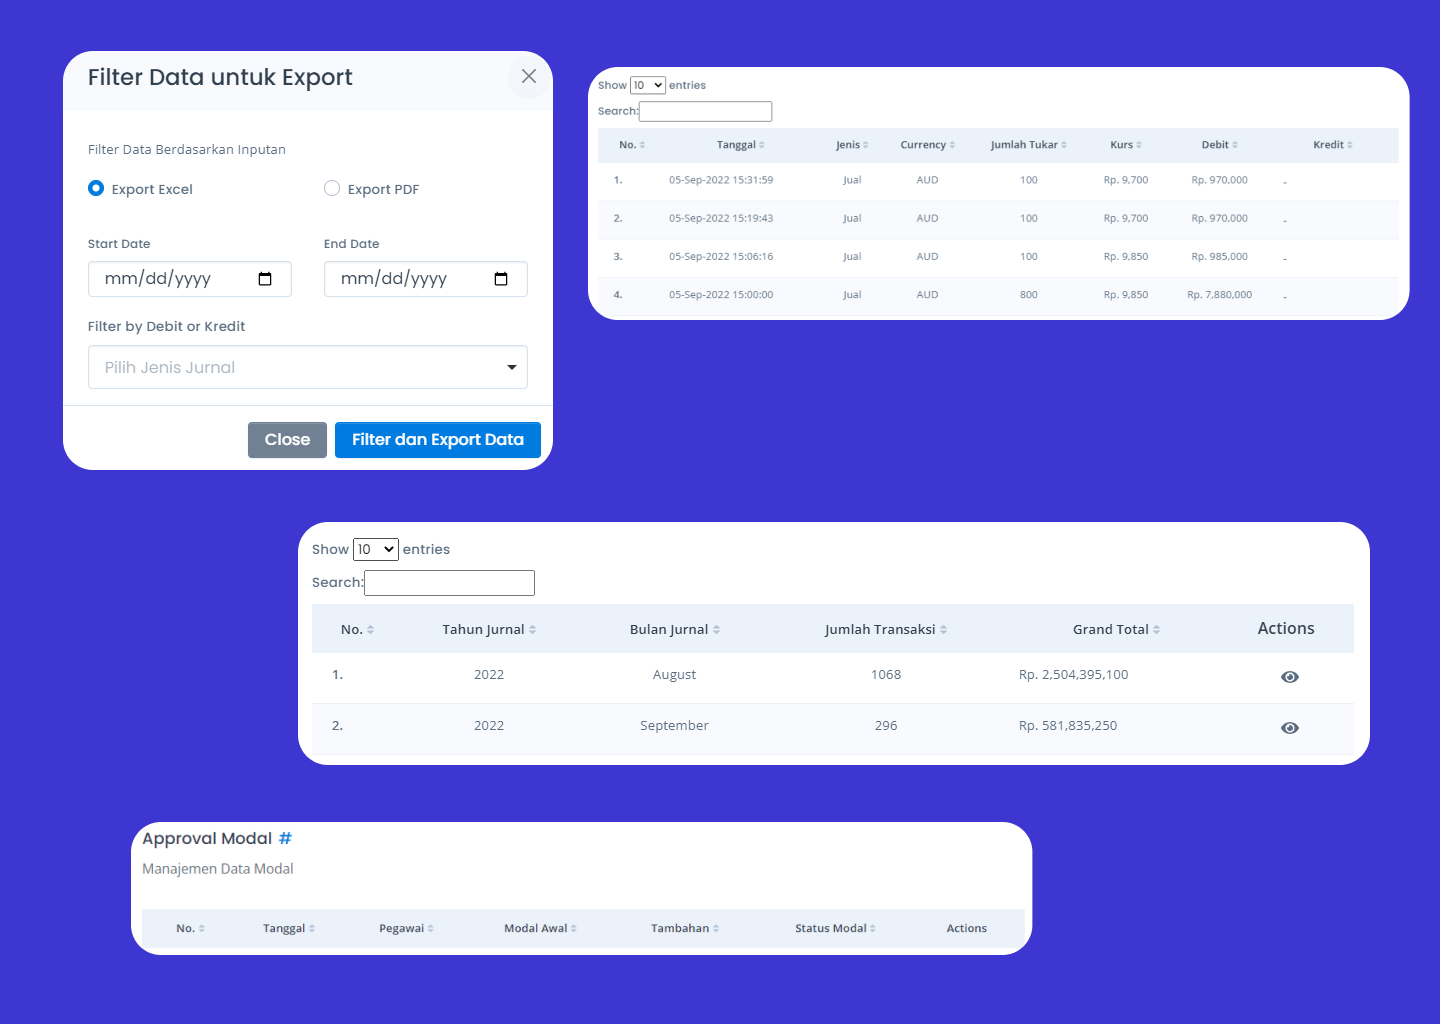 Filter Data untuk Export
Filter Data Berdasarkan Inputan
Export Excel Export PDF
Start Date End Date
mm/dd/yyyy mm/dd/yyyy
Filter by Debit or Kredit
Pilih Jenis Jurnal
Close Filter dan Export Data
Show 10 entries
Search:
No. Tanggal Jenis Currency Jumlah Tukar Kurs Debit Kredit
1. 05-Sep-2022 15:31:59 Jual AUD 100 Rp. 9,700 Rp. 970,000 -
2. 05-Sep-2022 15:19:43 Jual AUD 100 Rp. 9,700 Rp. 970,000 -
3. 05-Sep-2022 15:06:16 Jual AUD 100 Rp. 9,850 Rp. 985,000 -
4. 05-Sep-2022 15:00:00 Jual AUD 800 Rp. 9,850 Rp. 7,880,000 -
Show 10 entries
Search:
No. Tahun Jurnal Bulan Jurnal Jumlah Transaksi Grand Total Actions
1. 2022 August 1068 Rp. 2,504,395,100
2. 2022 September 296 Rp. 581,835,250
Approval Modal #
Manajemen Data Modal
No. Tanggal Pegawai Modal Awal Tambahan Status Modal Actions